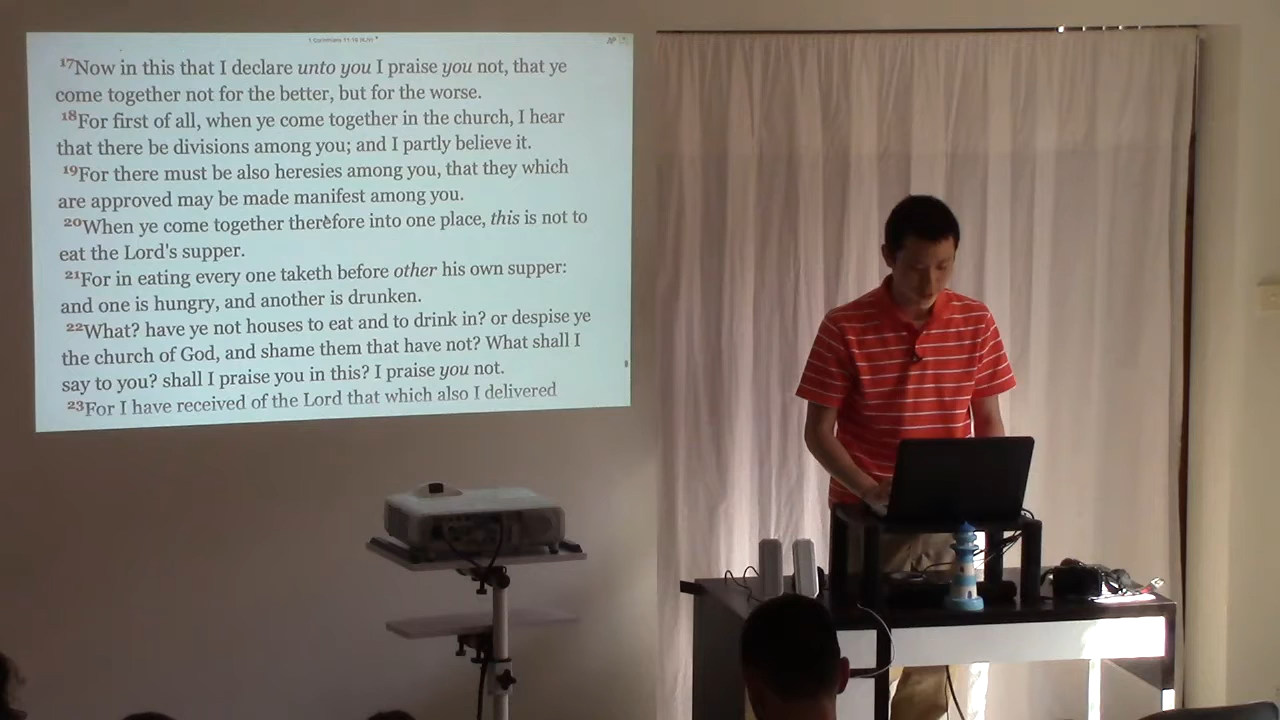 1 Corinthians 11:16 (KJV)
17Now in this that I declare unto you I praise you not, that ye
come together not for the better, but for the worse.
18For first of all, when ye come together in the church, I hear
that there be divisions among you; and I partly believe it.
19For there must be also heresies among you, that they which
are approved may be made manifest among you.
20When ye come together therefore into one place, this is not to
eat the Lord's supper.
21For in eating every one taketh before other his own supper:
and one is hungry, and another is drunken.
22What? have ye not houses to eat and to drink in? or despise ye
the church of God, and shame them that have not? What shall I
say to you? shall I praise you in this? I praise you not.
23For I have received of the Lord that which also I delivered